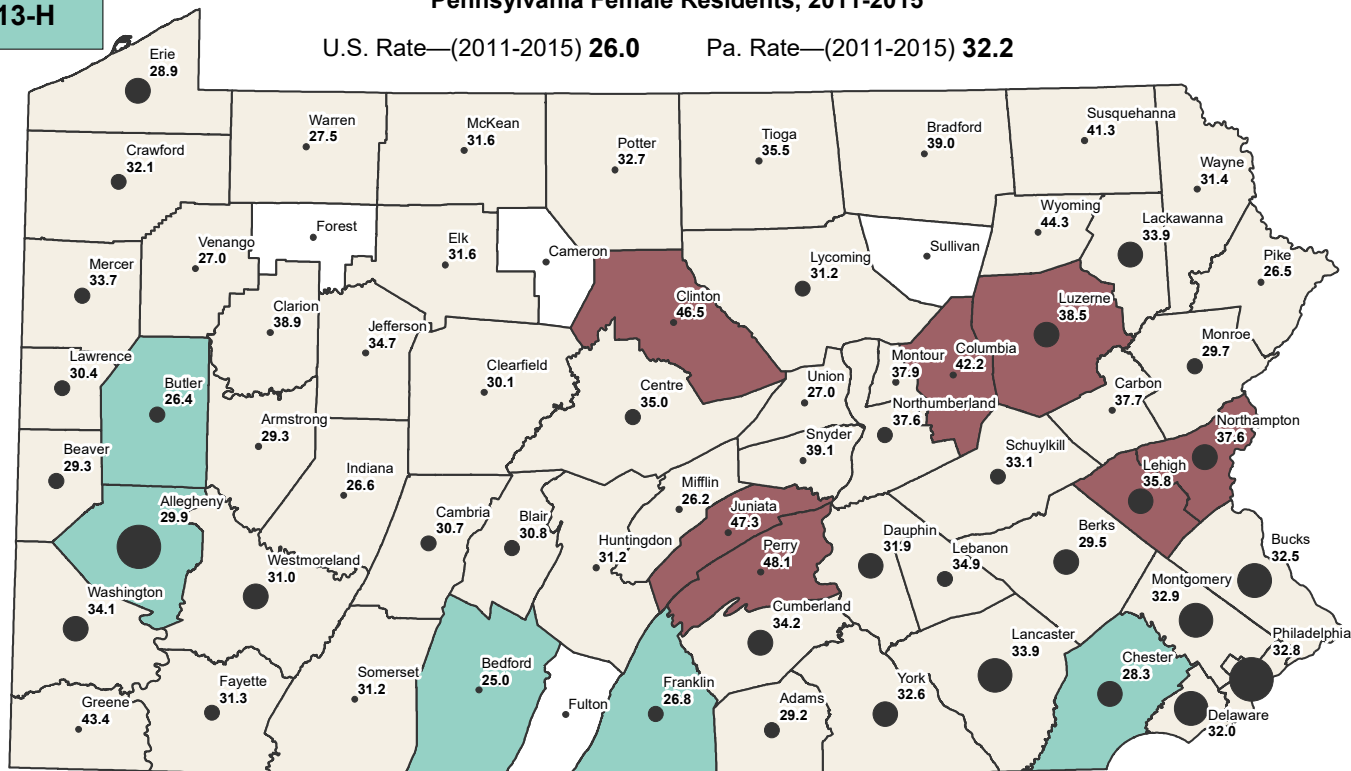 13-H
Pennsylvania Female Residents, 2011-2015
U.S. Rate—(2011-2015) 26.0
Pa. Rate—(2011-2015) 32.2
Erie
28.9
Warren
27.5
McKean
31.6
Potter
32.7
Tioga
35.5
Bradford
39.0
Susquehanna
41.3
Crawford
32.1
Wayne
31.4
Wyoming
44.3
Lackawanna
33.9
Venango
27.0
Forest
Elk
31.6
Cameron
Lycoming
31.2
Sullivan
Pike
26.5
Mercer
33.7
Clarion
38.9
Jefferson
34.7
Clinton
46.5
Luzerne
38.5
Monroe
29.7
Lawrence
30.4
Butler
26.4
Clearfield
30.1
Centre
35.0
Union
27.0
Montour
37.9
Columbia
42.2
Carbon
37.7
Northumberland
37.6
Armstrong
29.3
Northampton
37.6
Beaver
29.3
Snyder
39.1
Schuylkill
33.1
Indiana
26.6
Lehigh
35.8
Allegheny
29.9
Mifflin
26.2
Juniata
47.3
Cambria
30.7
Blair
30.8
Huntingdon
31.2
Perry
48.1
Dauphin
31.9
Lebanon
34.9
Berks
29.5
Bucks
32.5
Westmoreland
31.0
Washington
34.1
Montgomery
32.9
Cumberland
34.2
Lancaster
33.9
Philadelphia
32.8
Chester
28.3
Somerset
31.2
Bedford
25.0
Fayette
31.3
Franklin
26.8
York
32.6
Greene
43.4
Fulton
Adams
29.2
Delaware
32.0